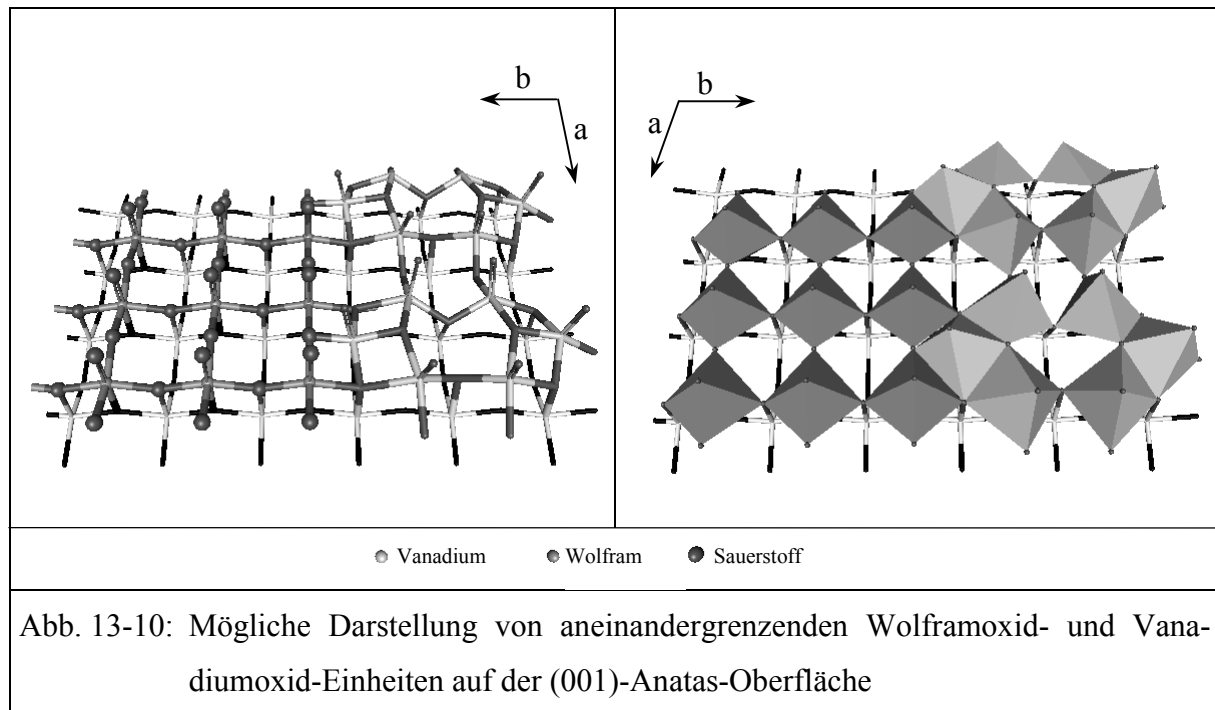 b
a
b
a
Vanadium Wolfram Sauerstoff
Abb. 13-10: Mögliche Darstellung von aneinandergrenzenden Wolframoxid- und Vana-
diumoxid-Einheiten auf der (001)-Anatas-Oberfläche